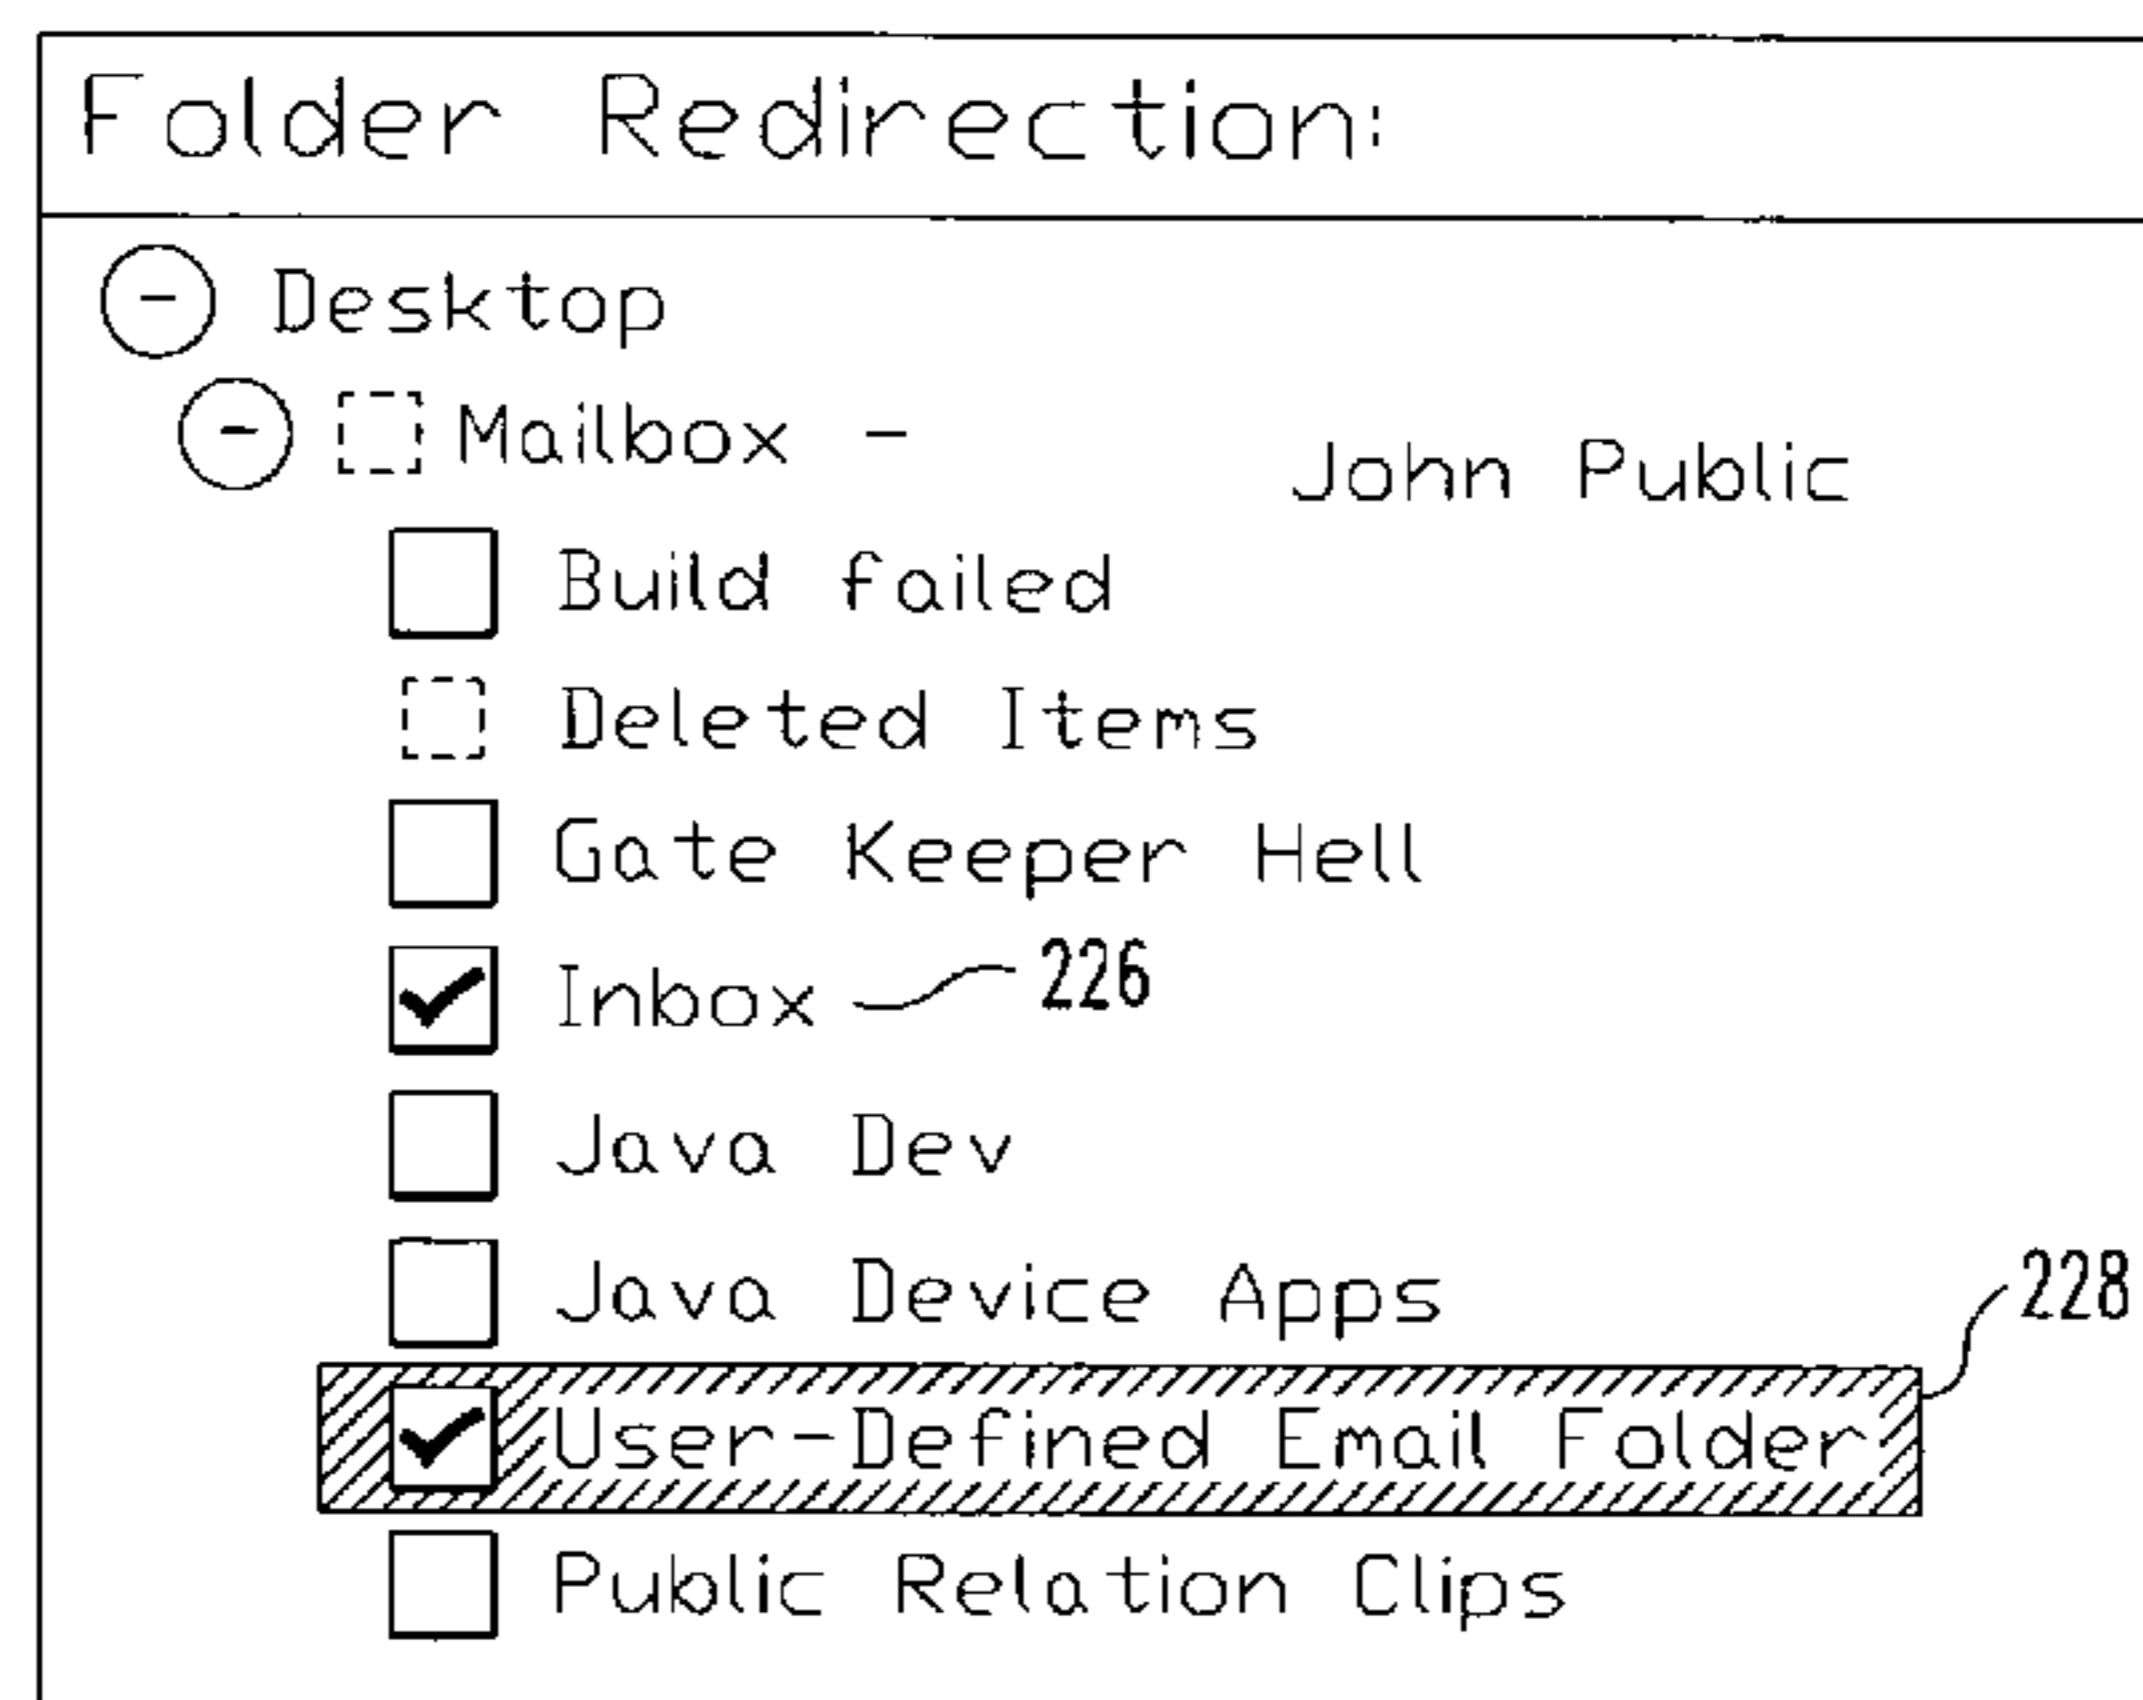 Folder Redirection:
- Desktop
- Mailbox - John Public
Build failed
Deleted Items
Gate Keeper Hell
Inbox 226
Java Dev
Java Device Apps
228
User-Defined Email Folder
Public Relation Clips